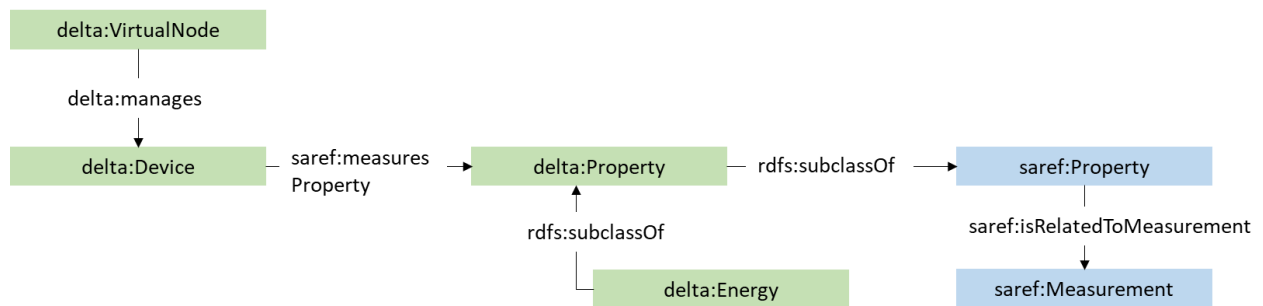 delta:VirtualNode
delta:manages
delta:Device
saref:measures
Property
delta:Property
rdfs:subclassOf
saref:Property
rdfs:subclassOf
saref:isRelatedToMeasurement
delta:Energy
saref:Measurement